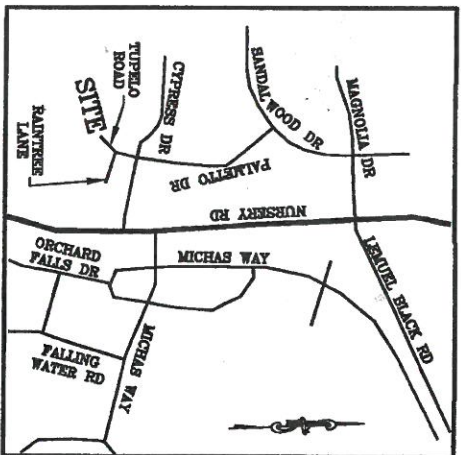 SITE
TUPELO
ROAD
RAINTREE
LANE
CYPRESS DR
SANDALWOOD DR
MAGNOLIA DR
PALMETTO DR
NURSERY RD
ORCHARD
FALLS DR
MICHAS WAY
LEMUEL BLACK RD
FALLING
WATER RD
MICHAS WAY